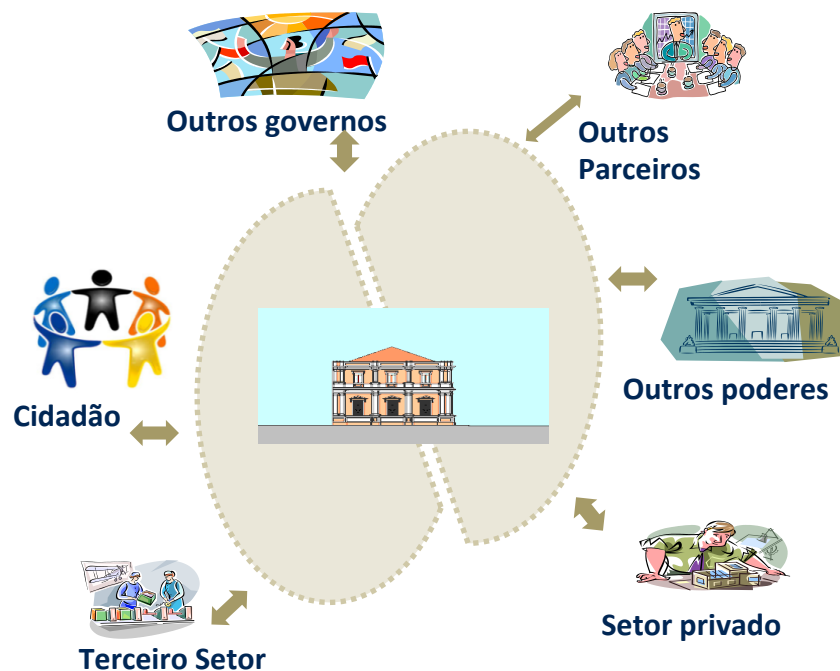 Outros governos
Outros
Parceiros
Cidadão
Outros poderes
Terceiro Setor
Setor privado